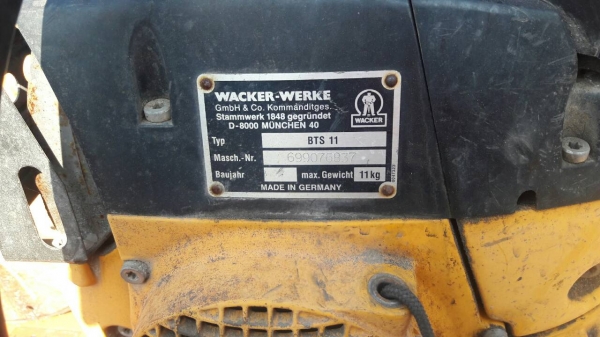 WACKER-WERKE
GmbH & Co. Kommanditges.
Stammwerk 1848 gegründet
D-8000 MÜNCHEN 40
WACKER
Typ BTS 11
Masch.-Nr.
Baujahr max. Gewicht 11kg
MADE IN GERMANY